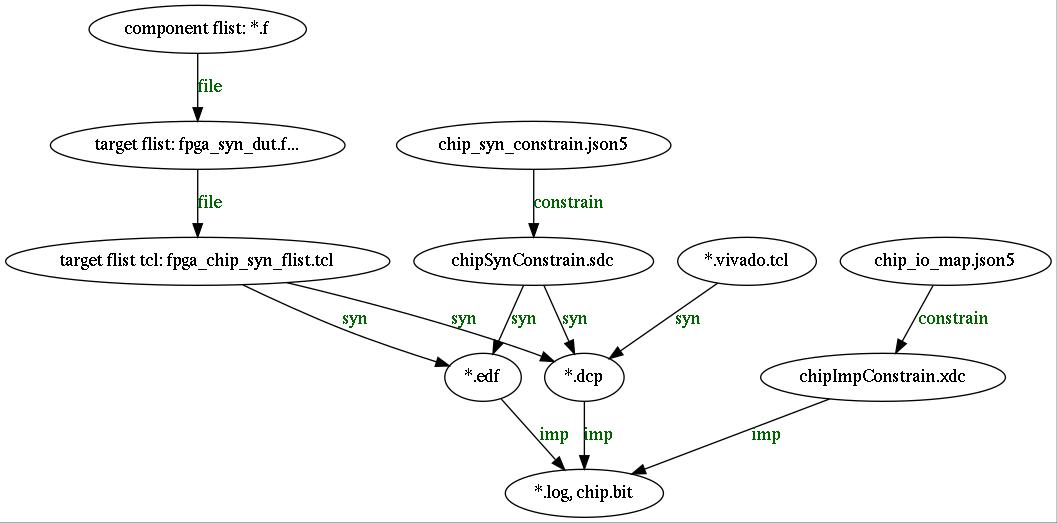 component flist: *.f
file
target flist: fpga_syn_dut.f...
chip_syn_constrain.json5
file
constrain
target flist tcl: fpga_chip_syn_flist.tcl
chipSynConstrain.sdc
*.vivado.tcl
chip_io_map.json5
syn
syn
syn
syn
syn
constrain
*.edf
*.dcp
chipImpConstrain.xdc
imp
imp
imp
*.log, chip.bit